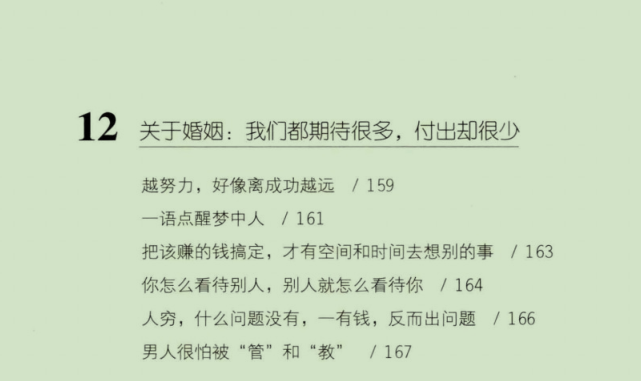 12 关于婚姻：我们都期待很多，付出却很少
越努力，好像离成功越远 / 159
一语点醒梦中人 / 161
把该赚的钱搞定，才有空间和时间去想别的事 / 163
你怎么看待别人，别人就怎么看待你 / 164
人穷，什么问题没有，一有钱，反而出问题 / 166
男人很怕被“管”和“教” / 167